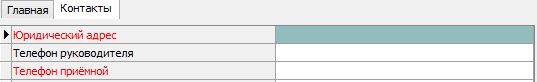 Главная Контакты
Юридический адрес
Телефон руководителя
Телефон приёмной